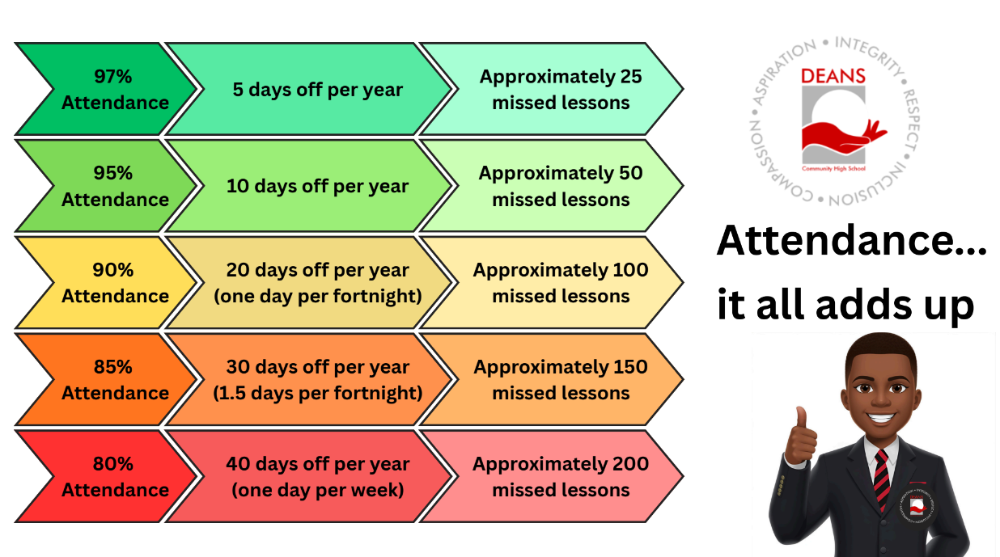 97%
Attendance
5 days off per year
Approximately 25
missed lessons
95%
Attendance
10 days off per year
Approximately 50
missed lessons
90%
Attendance
20 days off per year
(one day per fortnight)
Approximately 100
missed lessons
85%
Attendance
30 days off per year
(1.5 days per fortnight)
Approximately 150
missed lessons
80%
Attendance
40 days off per year
(one day per week)
Approximately 200
missed lessons
ASPIRATION • INTEGRITY • RESPECT • INCLUSION • COMPASSION •
DEANS
Community High School
Attendance...
it all adds up